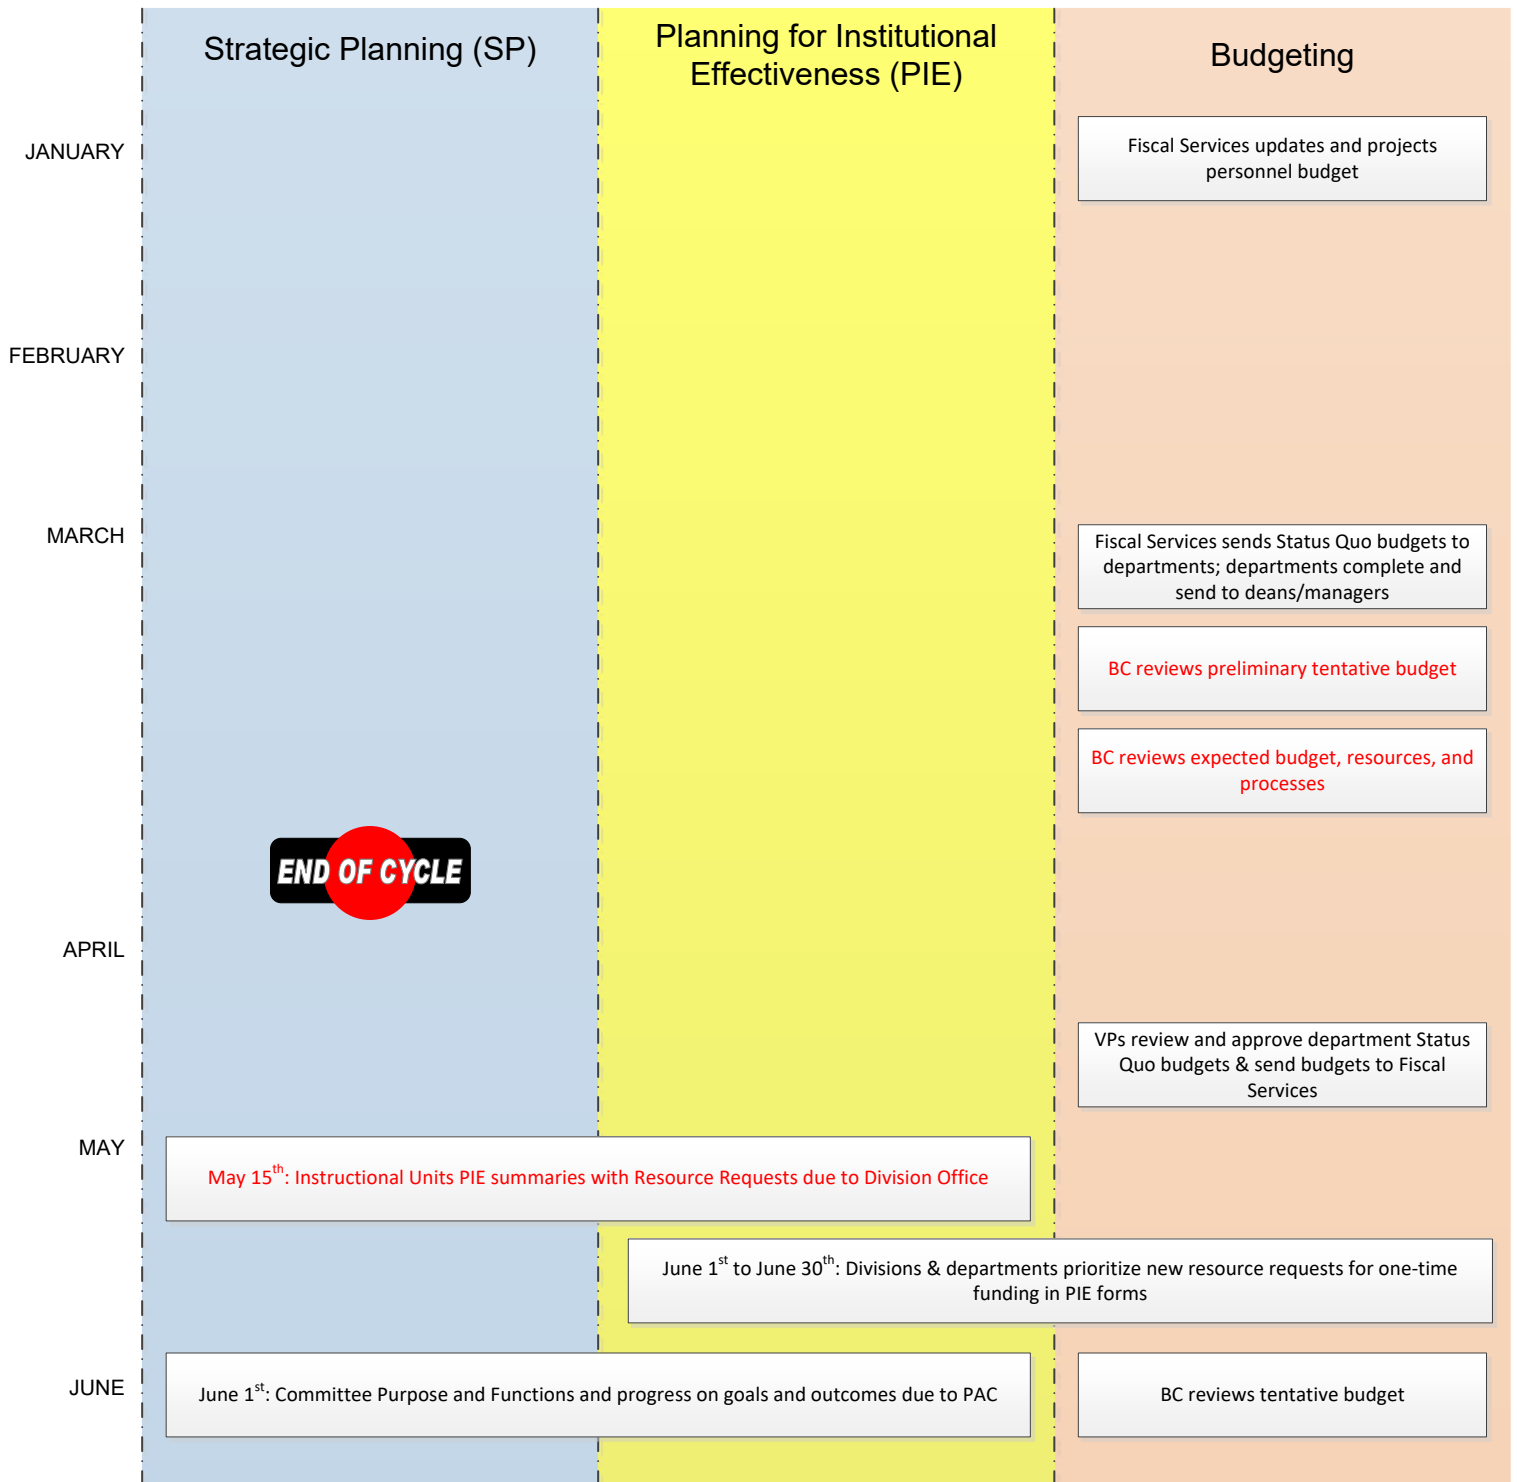 Strategic Planning (SP)
Planning for Institutional
Effectiveness (PIE)
Budgeting
JANUARY
Fiscal Services updates and projects
personnel budget
FEBRUARY
MARCH
Fiscal Services sends Status Quo budgets to
departments; departments complete and
send to deans/managers
BC reviews preliminary tentative budget
BC reviews expected budget, resources, and
processes
END OF CYCLE
APRIL
VPs review and approve department Status
Quo budgets & send budgets to Fiscal
Services
MAY
May 15th: Instructional Units PIE summaries with Resource Requests due to Division Office
June 1st to June 30th: Divisions & departments prioritize new resource requests for one-time
funding in PIE forms
JUNE
June 1st: Committee Purpose and Functions and progress on goals and outcomes due to PAC
BC reviews tentative budget